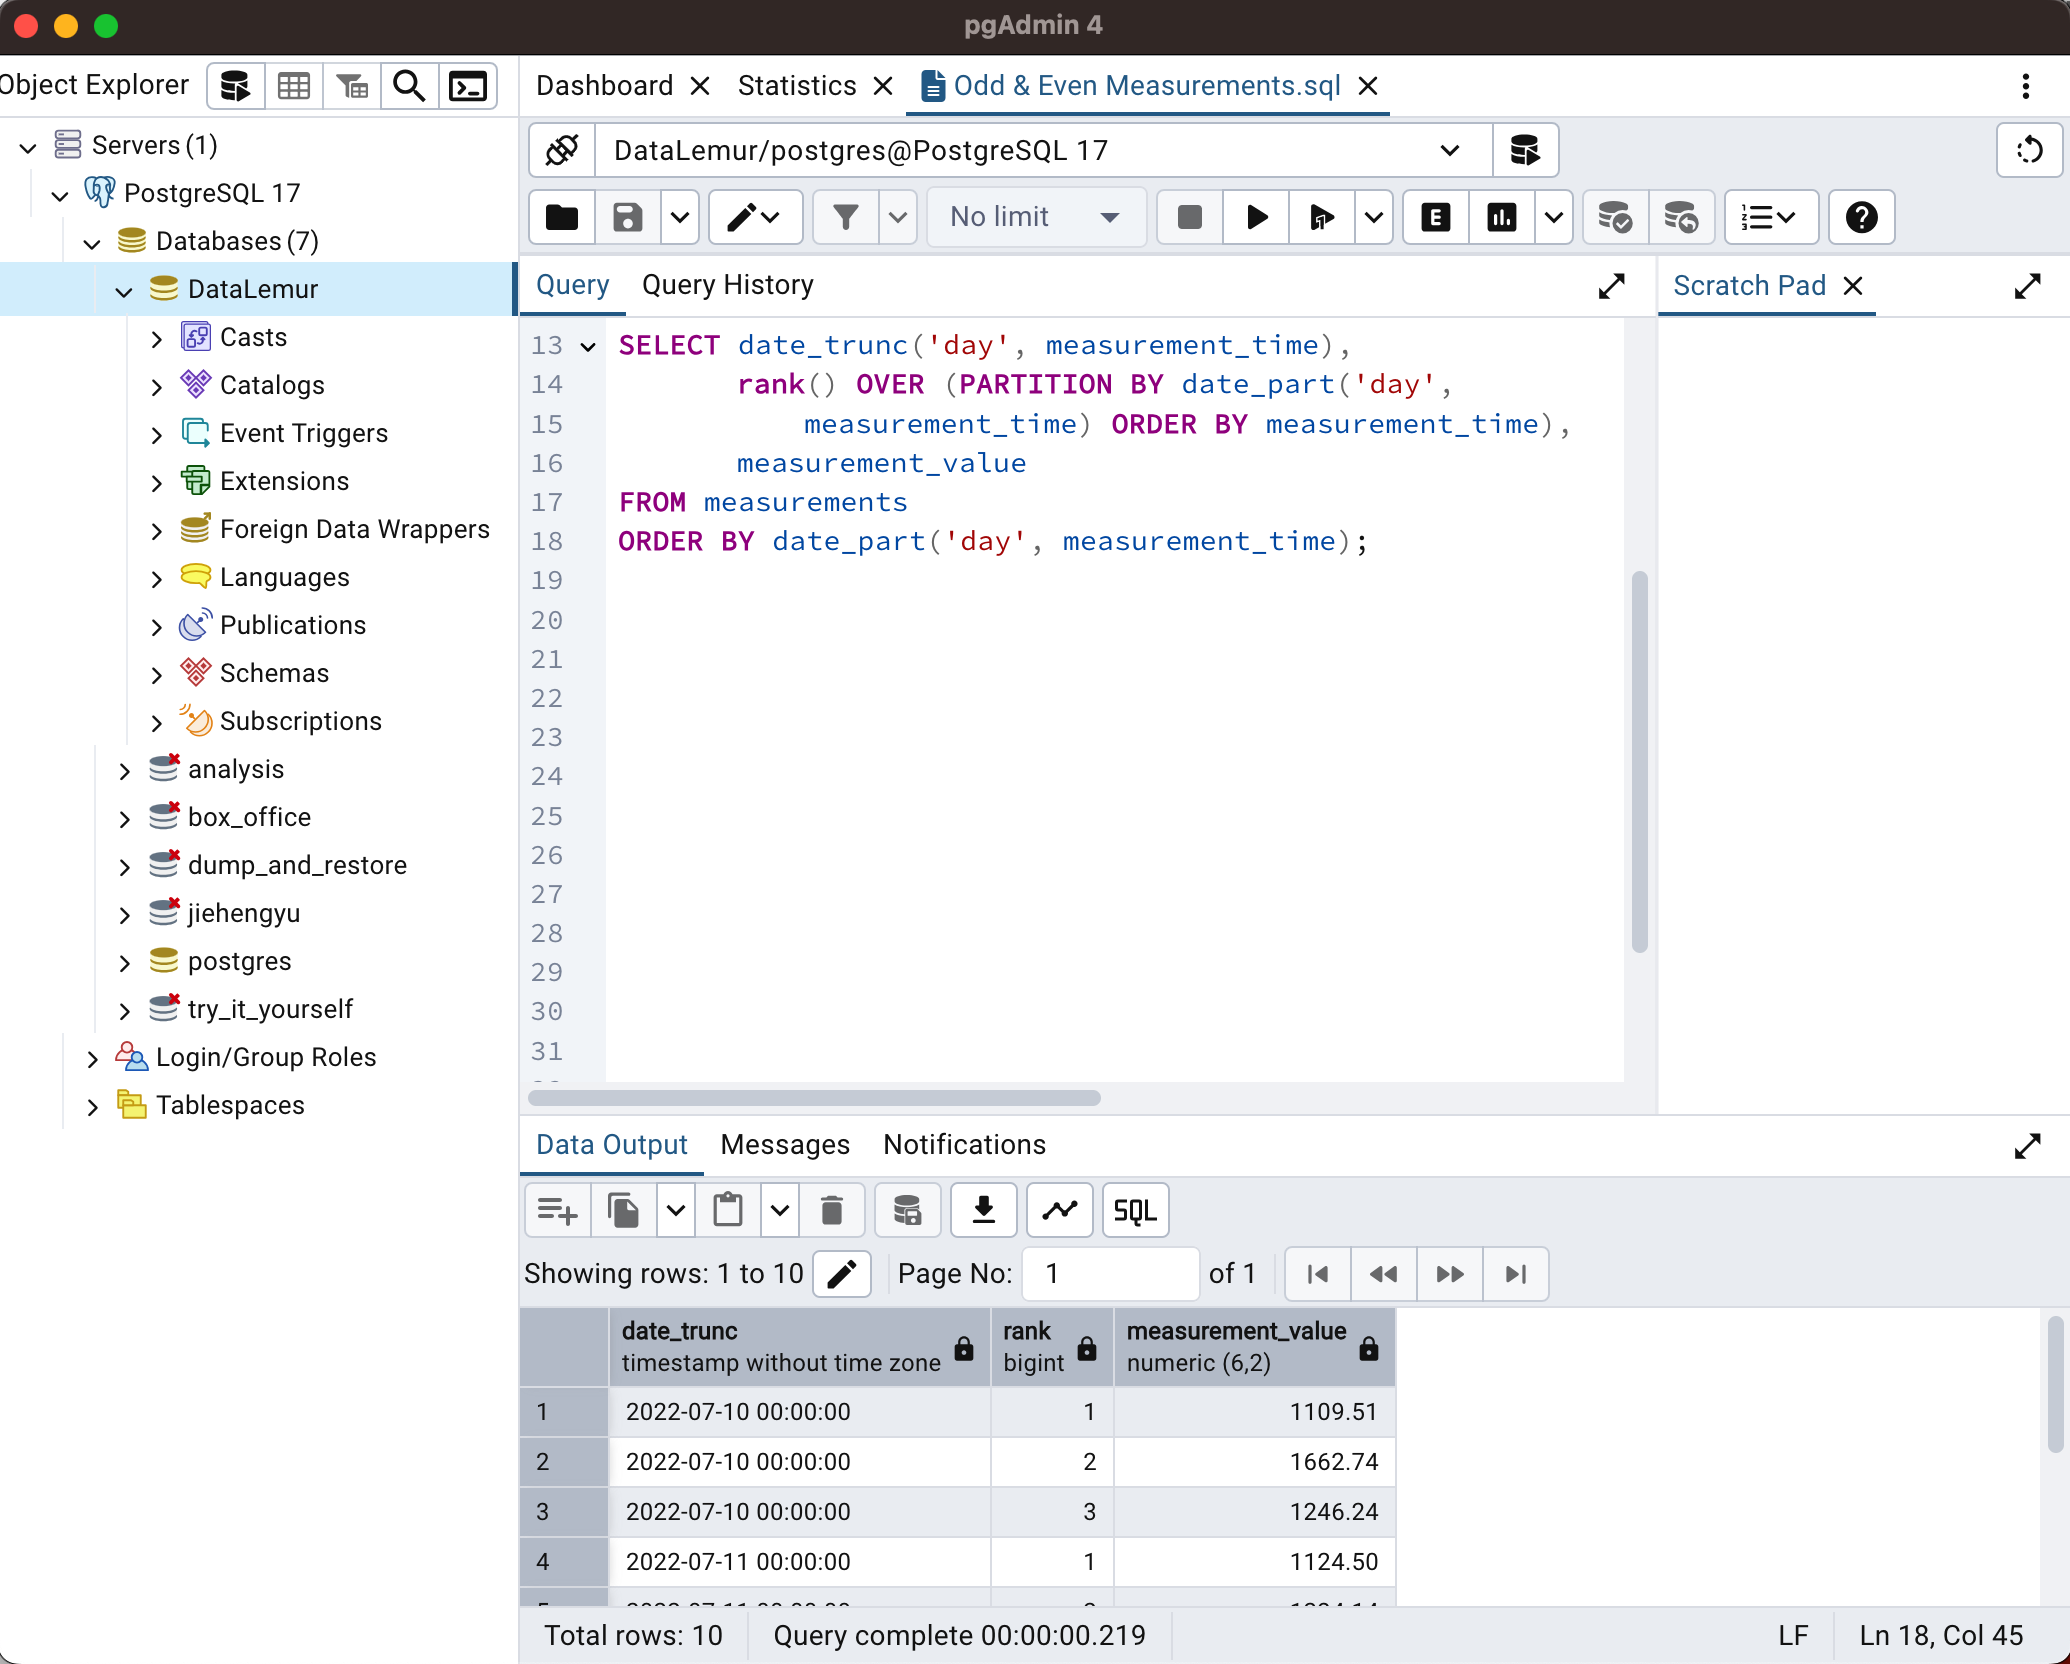 pgAdmin 4
Object Explorer
Dashboard
Statistics
Odd & Even Measurements.sql
Servers (1)
PostgreSQL 17
Databases (7)
DataLemur
Casts
Catalogs
Event Triggers
Extensions
Foreign Data Wrappers
Languages
Publications
Schemas
Subscriptions
analysis
box_office
dump_and_restore
jiehengyu
postgres
try_it_yourself
Login/Group Roles
Tablespaces
DataLemur/postgres@PostgreSQL 17
No limit
E
Query
Query History
Scratch Pad
13 SELECT date_trunc('day', measurement_time),
14 rank() OVER (PARTITION BY date_part('day',
15 measurement_time) ORDER BY measurement_time),
16 measurement_value
17 FROM measurements
18 ORDER BY date_part('day', measurement_time);
19
20
21
22
23
24
25
26
27
28
29
30
31
Data Output
Messages
Notifications
SQL
Showing rows: 1 to 10
Page No: 1 of 1
date_trunc rank measurement_value
timestamp without time zone bigint numeric (6,2)
1 2022-07-10 00:00:00 1 1109.51
2 2022-07-10 00:00:00 2 1662.74
3 2022-07-10 00:00:00 3 1246.24
4 2022-07-11 00:00:00 1 1124.50
Total rows: 10
Query complete 00:00:00.219
LF
Ln 18, Col 45